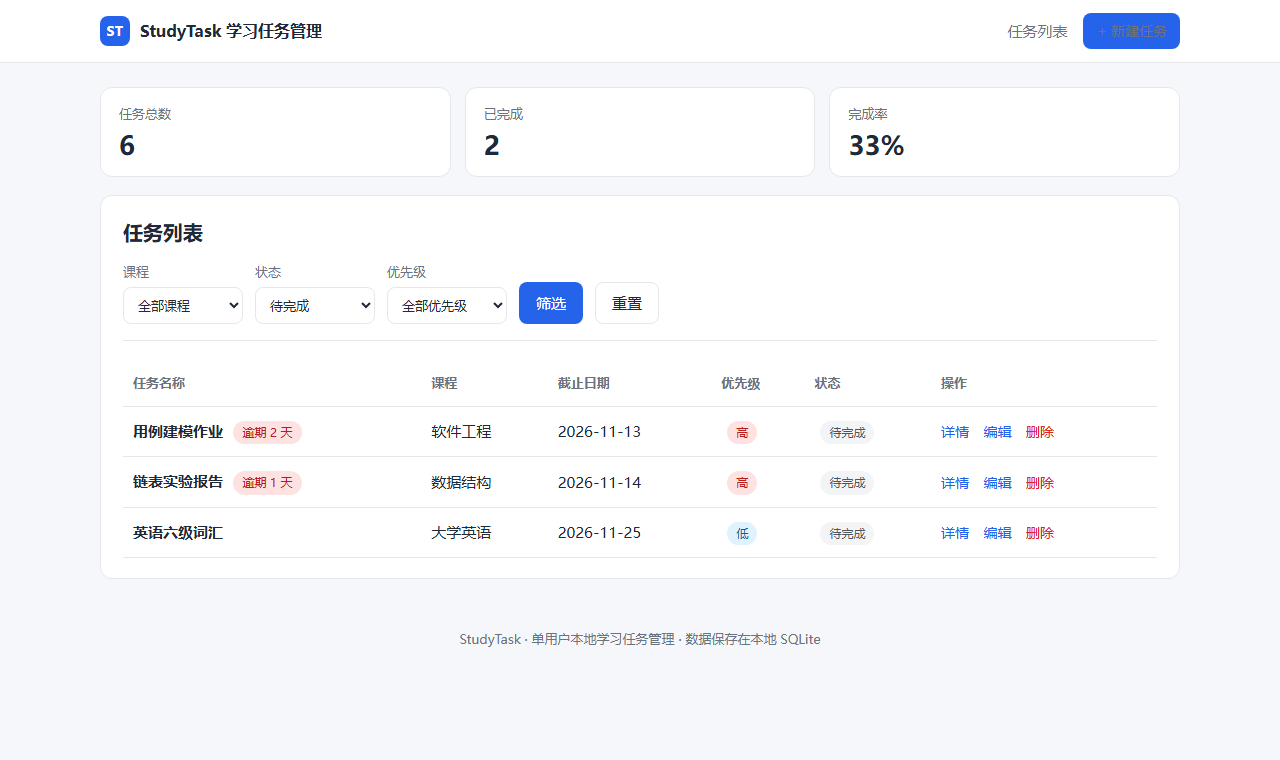 ST StudyTask 学习任务管理 任务列表 + 新建任务
任务总数 已完成 完成率
6 2 33%
任务列表
课程 状态 优先级
全部课程 待完成 全部优先级 筛选 重置
任务名称 课程 截止日期 优先级 状态 操作
用例建模作业 逾期 2 天 软件工程 2026-11-13 高 待完成 详情 编辑 删除
链表实验报告 逾期 1 天 数据结构 2026-11-14 高 待完成 详情 编辑 删除
英语六级词汇 大学英语 2026-11-25 低 待完成 详情 编辑 删除
StudyTask · 单用户本地学习任务管理 · 数据保存在本地 SQLite